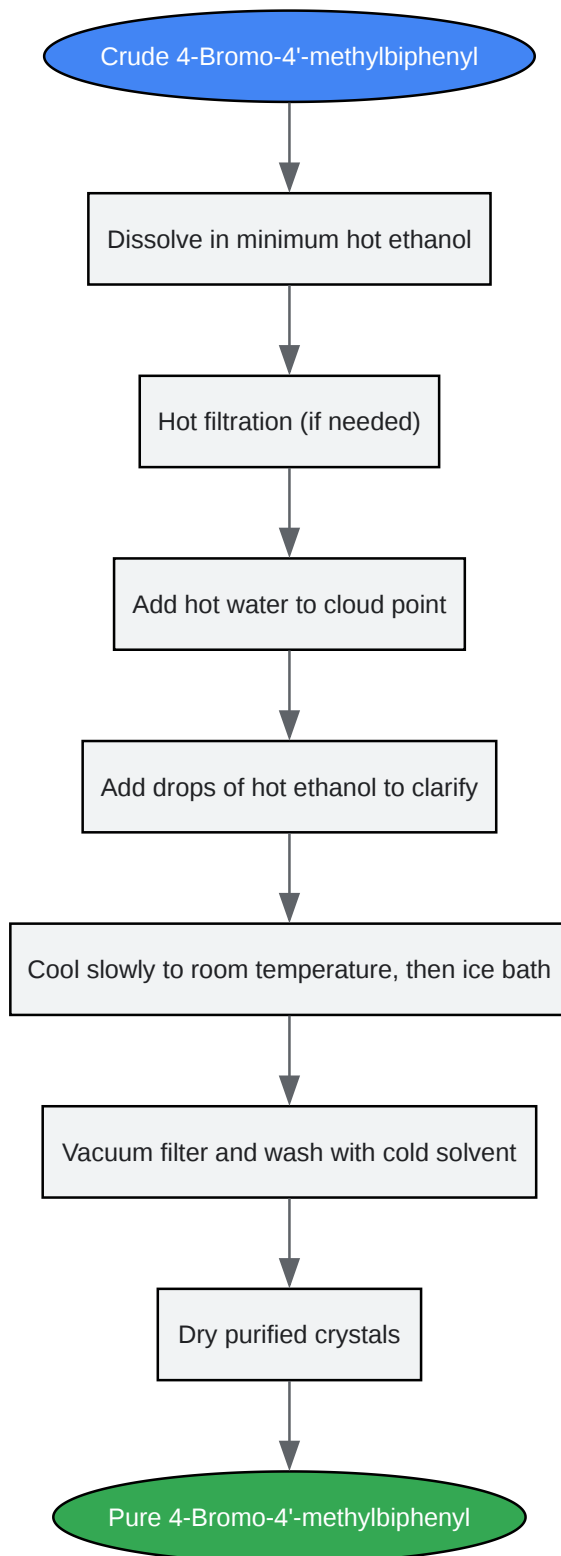 Crude 4-Bromo-4'-methylbiphenyl
Dissolve in minimum hot ethanol
Hot filtration (if needed)
Add hot water to cloud point
Add drops of hot ethanol to clarify
Cool slowly to room temperature, then ice bath
Vacuum filter and wash with cold solvent
Dry purified crystals
Pure 4-Bromo-4'-methylbiphenyl